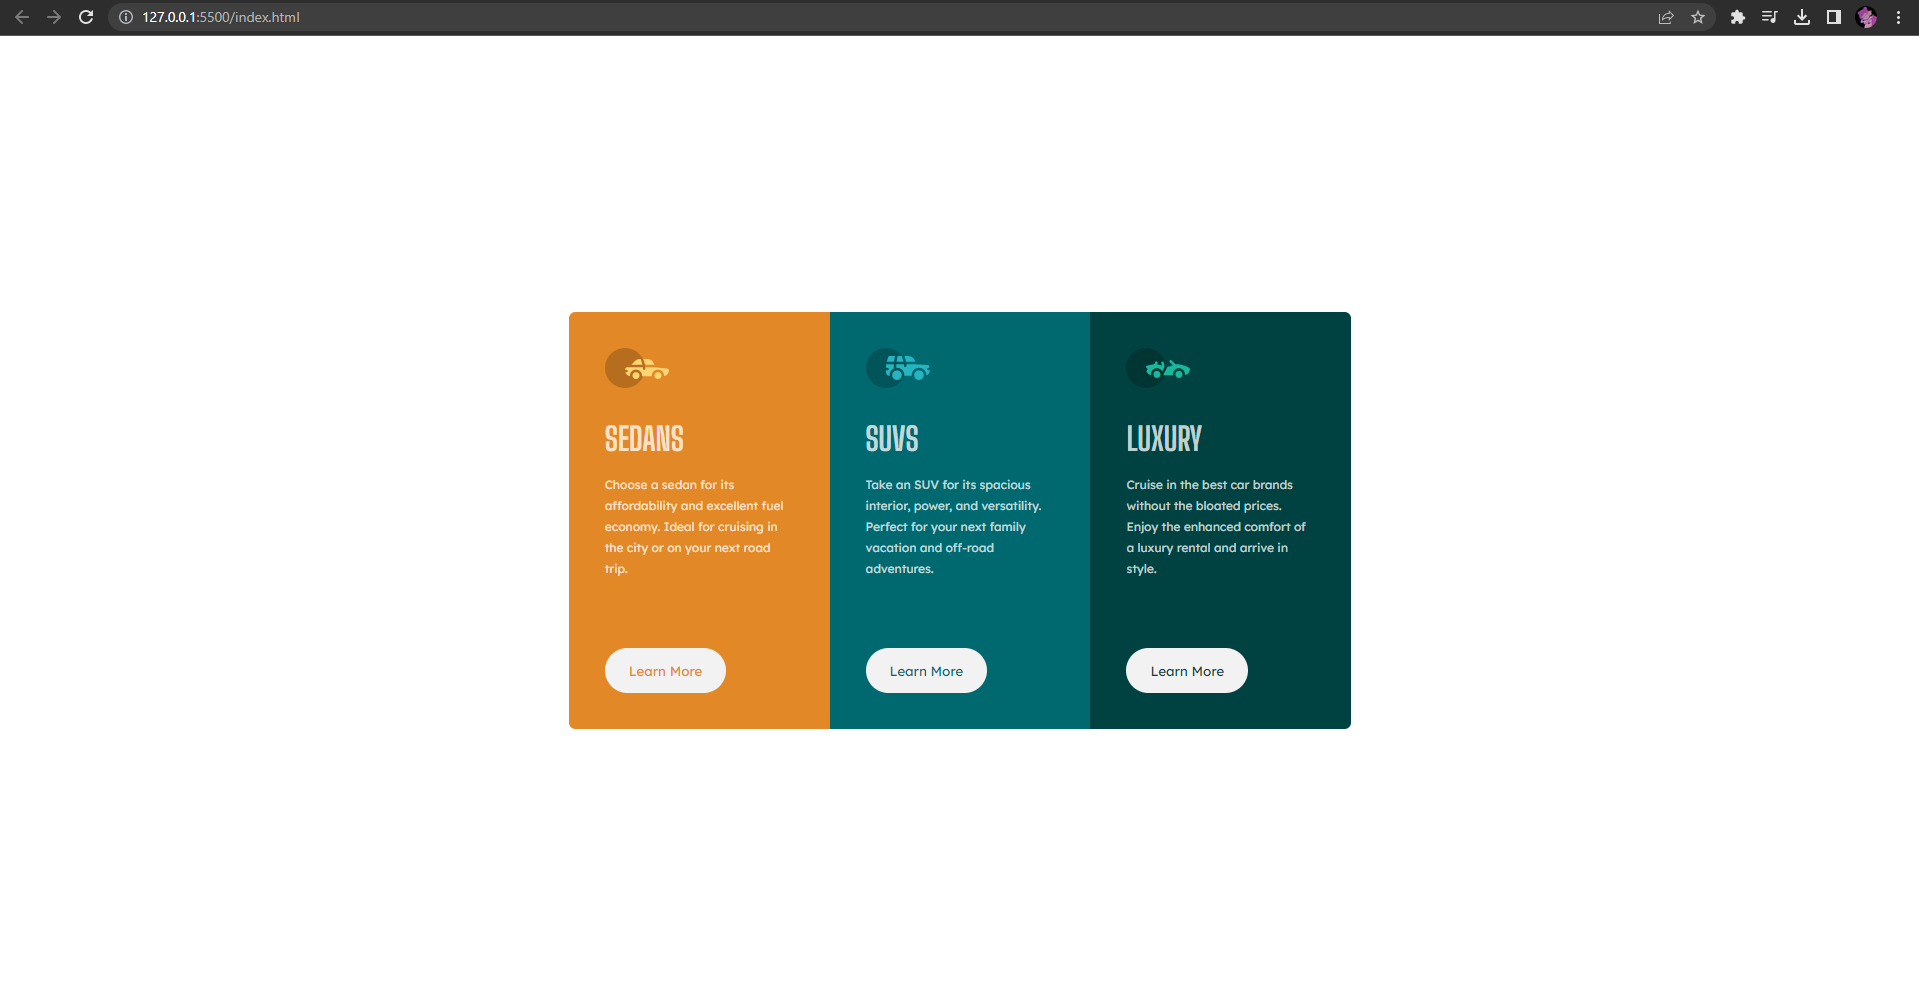 127.0.0.1:5500/index.html
SEDANS
Choose a sedan for its
affordability and excellent fuel
economy. Ideal for cruising in
the city or on your next road
trip.
Learn More
SUVS
Take an SUV for its spacious
interior, power, and versatility.
Perfect for your next family
vacation and off-road
adventures.
Learn More
LUXURY
Cruise in the best car brands
without the bloated prices.
Enjoy the enhanced comfort of
a luxury rental and arrive in
style.
Learn More